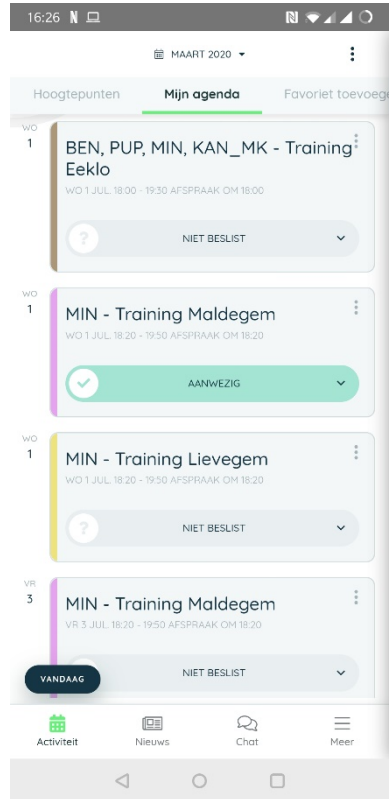 16:26
MAART 2020
Hoogtepunten Mijn agenda Favoriet toevoege
WO
1
BEN, PUP, MIN, KAN_MK - Training
Eeklo
WO 1 JUL. 18:00 - 19:30 AFSPRAAK OM 18:00
? NIET BESLIST
WO
1
MIN - Training Maldegem
WO 1 JUL. 18:20 - 19:50 AFSPRAAK OM 18:20
AANWEZIG
WO
1
MIN - Training Lievegem
WO 1 JUL. 18:20 - 19:50 AFSPRAAK OM 18:20
? NIET BESLIST
VR
3
MIN - Training Maldegem
VR 3 JUL. 18:20 - 19:50 AFSPRAAK OM 18:20
VANDAAG NIET BESLIST
Activiteit Nieuws Chat Meer